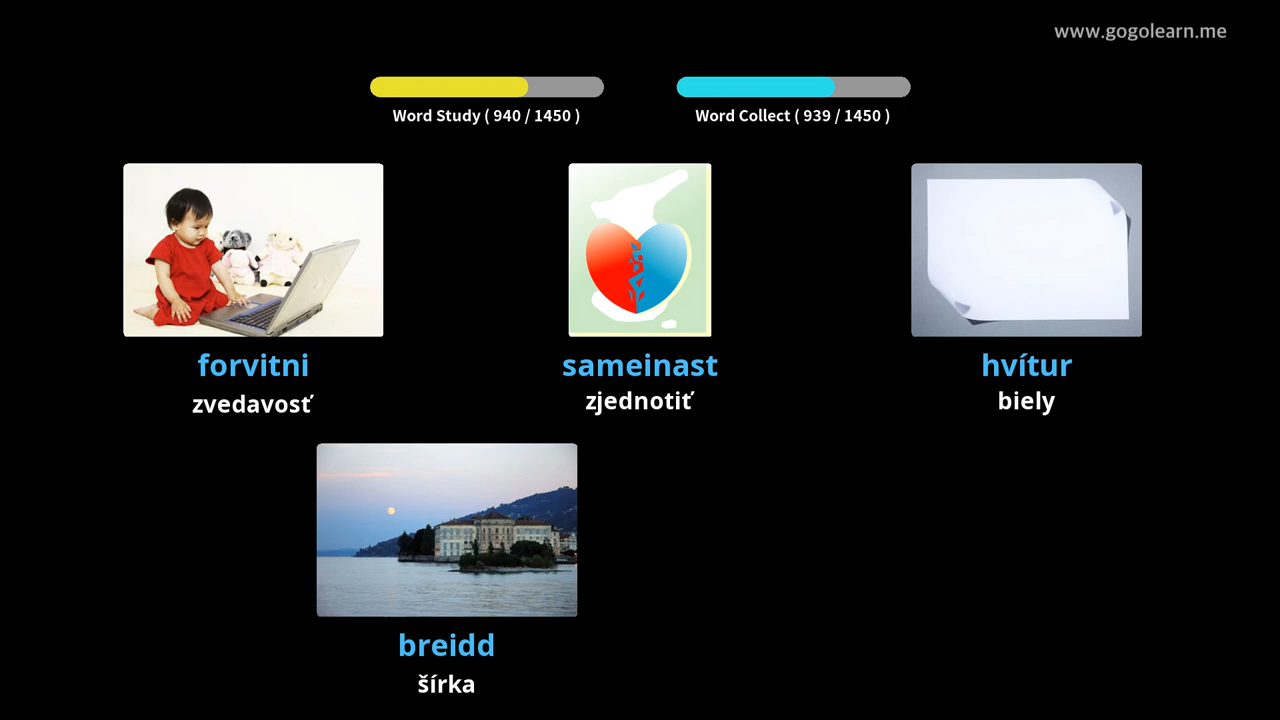 www.gogolearn.me
Word Study ( 940 / 1450 )
Word Collect ( 939 / 1450 )
forvitni
zvedavosť
sameinast
zjednotiť
hvítur
biely
breidd
šírka